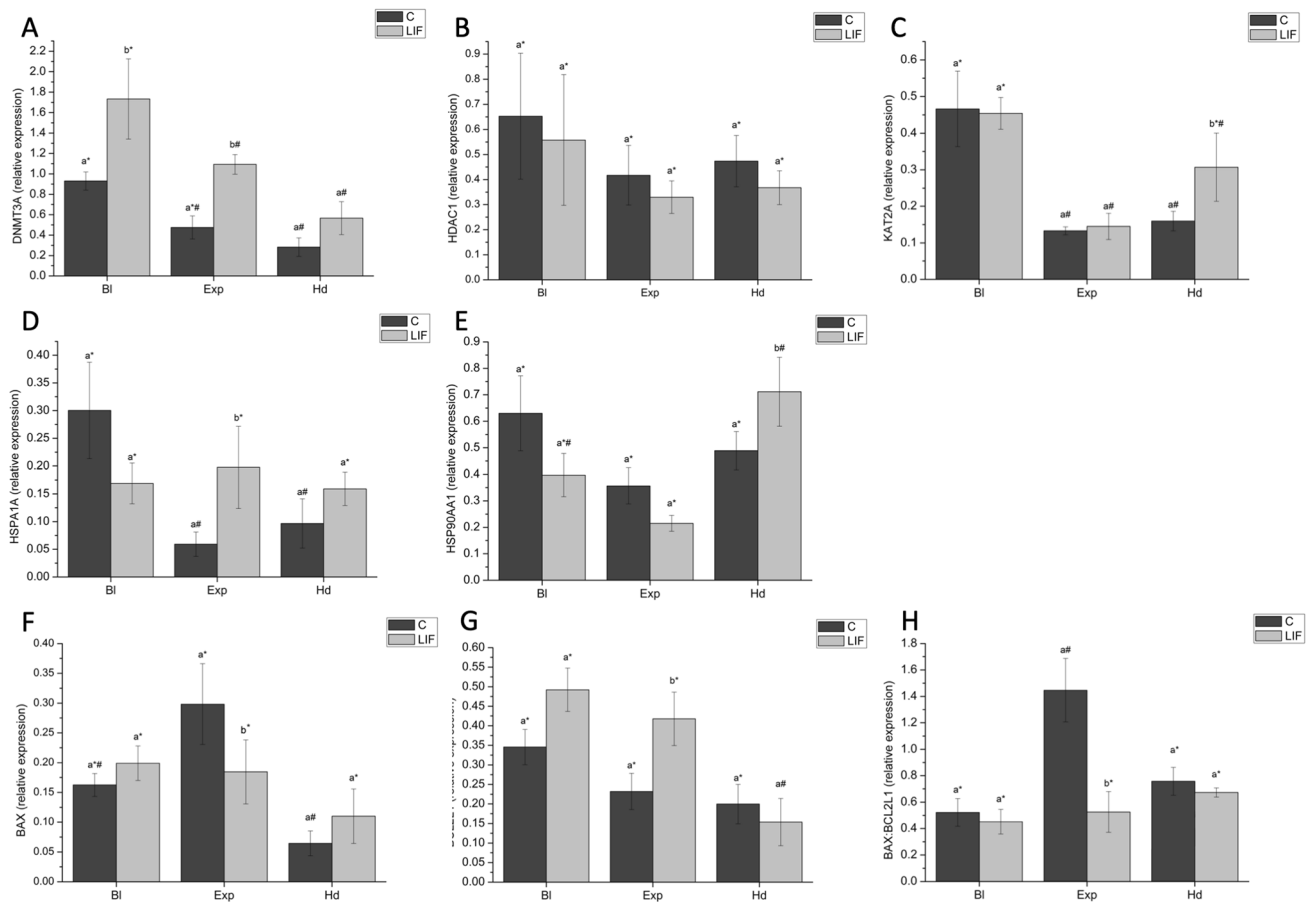 A
C
LIF
DNMT3A (relative expression)
2.2
2.0
1.8
1.6
1.4
1.2
1.0
0.8
0.6
0.4
0.2
0.0
a*
b*
a*#
b#
a#
a#
Bl
Exp
Hd
B
C
LIF
HDAC1 (relative expression)
0.9
0.8
0.7
0.6
0.5
0.4
0.3
0.2
0.1
0.0
a*
a*
a*
a*
a*
a*
Bl
Exp
Hd
C
C
LIF
KAT2A (relative expression)
0.6
0.5
0.4
0.3
0.2
0.1
0.0
a*
a*
a#
a#
a#
b*#
Bl
Exp
Hd
D
C
LIF
HSPA1A (relative expression)
0.40
0.35
0.30
0.25
0.20
0.15
0.10
0.05
0.00
a*
a*
a#
b*
a#
a*
Bl
Exp
Hd
E
C
LIF
HSP90AA1 (relative expression)
0.9
0.8
0.7
0.6
0.5
0.4
0.3
0.2
0.1
0.0
a*
a*#
a*
a*
a*
b#
Bl
Exp
Hd
F
C
LIF
BAX (relative expression)
0.40
0.35
0.30
0.25
0.20
0.15
0.10
0.05
0.00
a*#
a*
a*
b*
a#
a*
Bl
Exp
Hd
G
C
LIF
(relative expression)
0.60
0.55
0.50
0.45
0.40
0.35
0.30
0.25
0.20
0.15
0.10
0.05
0.00
a*
a*
a*
b*
a*
a#
Bl
Exp
Hd
H
C
LIF
BAX:BCL2L1 (relative expression)
1.8
1.6
1.4
1.2
1.0
0.8
0.6
0.4
0.2
0.0
a*
a*
a#
b*
a*
a*
Bl
Exp
Hd